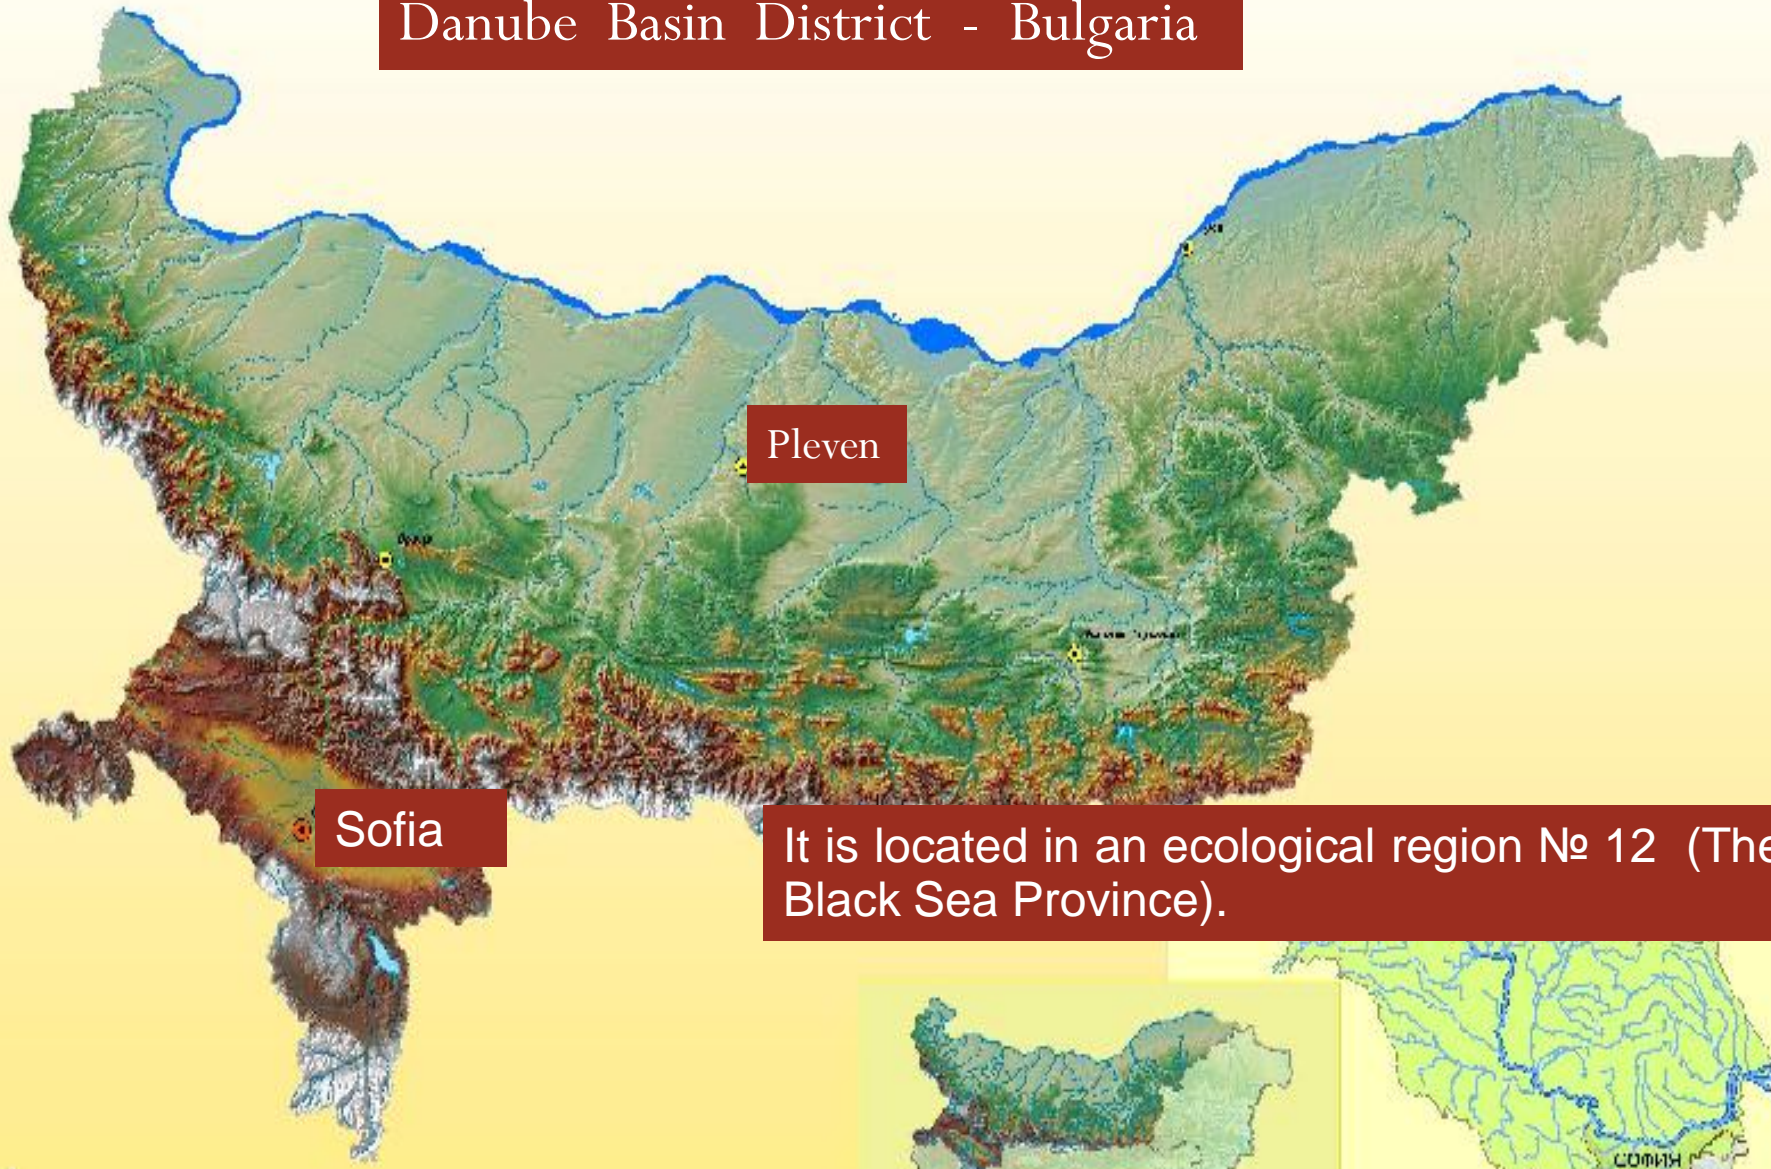 Danube Basin District - Bulgaria
Pleven
Sofia
It is located in an ecological region № 12 (The
Black Sea Province).
СОФИЯ